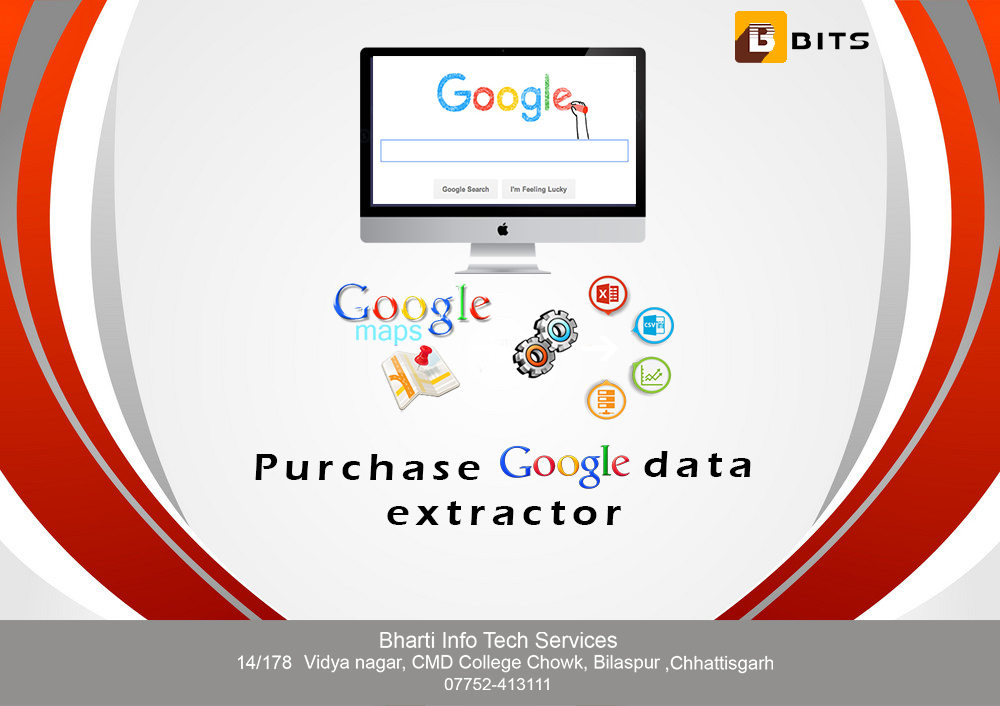 B BITS
Google
Google Search I'm Feeling Lucky
Google
maps
X
CSV
Purchase Google data
extractor
Bharti Info Tech Services
14/178 Vidya nagar, CMD College Chowk, Bilaspur ,Chhattisgarh
07752-413111